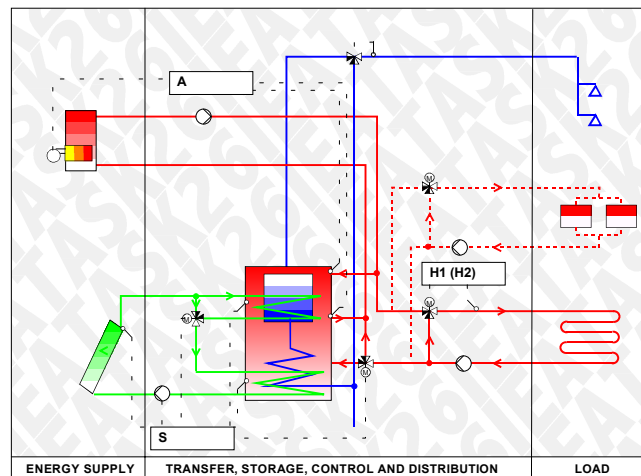 A
M
H1 (H2)
M
M
M
S
ENERGY SUPPLY
TRANSFER, STORAGE, CONTROL AND DISTRIBUTION
LOAD